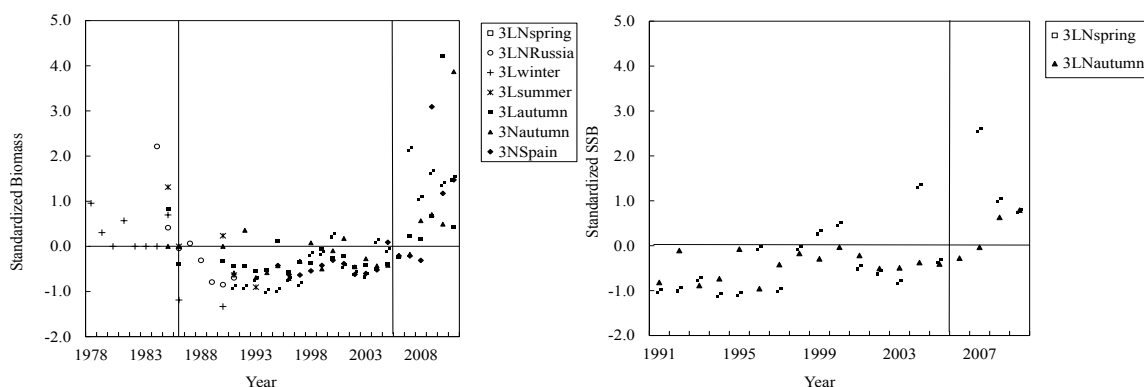 5.0
4.0
3.0
2.0
1.0
0.0
-1.0
-2.0
Standardized Biomass
1978 1983 1988 1993 1998 2003 2008
Year
3LNspring
3LNRussia
3Lwinter
3Lsummer
3Lautumn
3Nautumn
3NSpain
5.0
4.0
3.0
2.0
1.0
0.0
-1.0
-2.0
Standardized SSB
1991 1995 1999 2003 2007
Year
3LNspring
3LNautumn